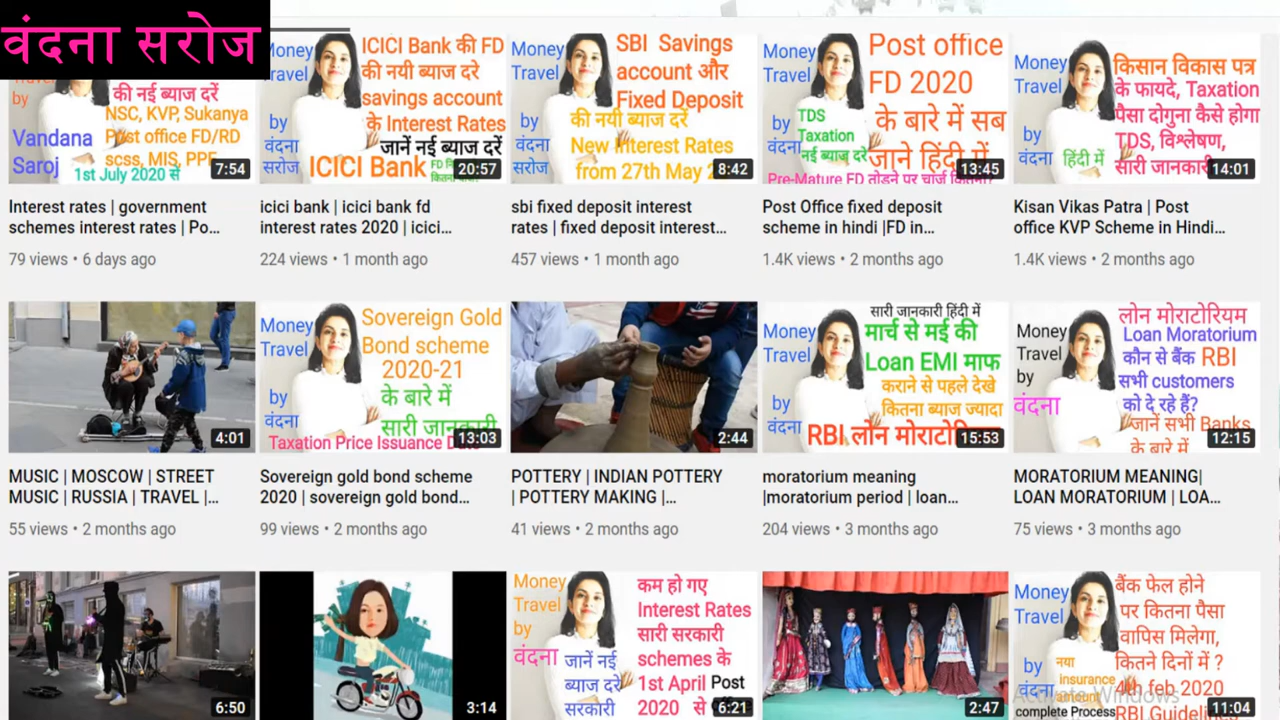 वंदना सरोज
by
Vandana
Saroj
की नई ब्याज दरें
NSC, KVP, Sukanya
Post office FD/RD
scss, MIS, PPF
1st July 2020 से
7:54
Money
Travel
by
वंदना
सरोज
ICICI Bank की FD
की नयी ब्याज दरे
savings account
के Interest Rates
जानें नई ब्याज दरें
ICICI Bank
20:57
Money
Travel
by
वंदना
सरोज
SBI Savings
account और
Fixed Deposit
की नयी ब्याज दरें
New Interest Rates
from 27th May
8:42
Money
Travel
by
वंदना
Post office
FD 2020
के बारे में सब
जाने हिंदी में
TDS
Taxation
नई ब्याज दरे
Pre-Mature FD तोड़ने पर चार्ज कितना?
13:45
Money
Travel
by
वंदना
हिंदी में
किसान विकास पत्र
के फायदे, Taxation
पैसा दोगुना कैसे होगा
TDS, विश्लेषण,
सारी जानकारी
14:01
Interest rates | government
schemes interest rates | Po...
79 views • 6 days ago
icici bank | icici bank fd
interest rates 2020 | icici...
224 views • 1 month ago
sbi fixed deposit interest
rates | fixed deposit interest...
457 views • 1 month ago
Post Office fixed deposit
scheme in hindi |FD in...
1.4K views • 2 months ago
Kisan Vikas Patra | Post
office KVP Scheme in Hindi...
1.4K views • 2 months ago
4:01
Money
Travel
by
वंदना
Sovereign Gold
Bond scheme
2020-21
के बारे में
सारी जानकारी
Taxation Price Issuance
13:03
2:44
Money
Travel
by
वंदना
सारी जानकारी हिंदी में
मार्च से मई की
Loan EMI माफ
कराने से पहले देखे
कितना ब्याज ज्यादा
RBI लोन मोराटोरियम
15:53
Money
Travel
by
वंदना
लोन मोराटोरियम
Loan Moratorium
कौन से बैंक RBI
सभी customers
को दे रहे हैं?
जानें सभी Banks
के बारे में
12:15
MUSIC | MOSCOW | STREET
MUSIC | RUSSIA | TRAVEL |...
55 views • 2 months ago
Sovereign gold bond scheme
2020 | sovereign gold bond...
99 views • 2 months ago
POTTERY | INDIAN POTTERY
| POTTERY MAKING |...
41 views • 2 months ago
moratorium meaning
|moratorium period | loan...
204 views • 3 months ago
MORATORIUM MEANING|
LOAN MORATORIUM | LOA...
75 views • 3 months ago
6:50
3:14
Money
Travel
by
वंदना
कम हो गए
Interest Rates
सारी सरकारी
schemes के
1st April Post
2020 से
जानें नई
ब्याज दरें
सरकारी
6:21
2:47
Money
Travel
by
वंदना
बैंक फेल होने
पर कितना पैसा
वापिस मिलेगा,
कितने दिनों में ?
नया
insurance
amount
4th feb 2020
complete Process
RBI Guidelines
11:04
Activate Windows